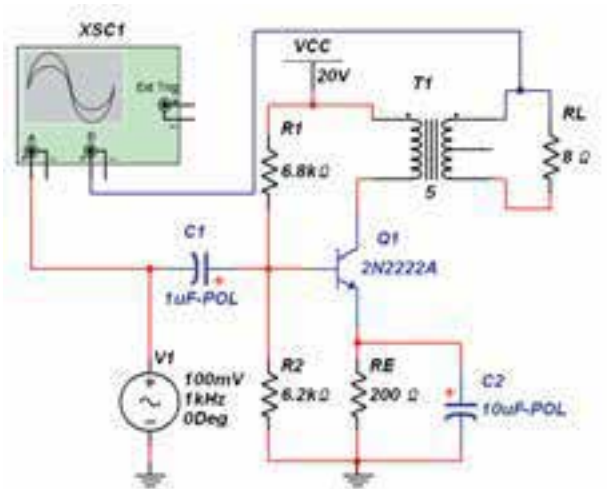 XSC1
Ext Trig
A
B
VCC
20V
T1
5
RL
8 Ω
R1
6.8kΩ
C1
1uF-POL
Q1
2N2222A
V1
100mV
1kHz
0Deg
R2
6.2kΩ
RE
200 Ω
C2
10uF-POL